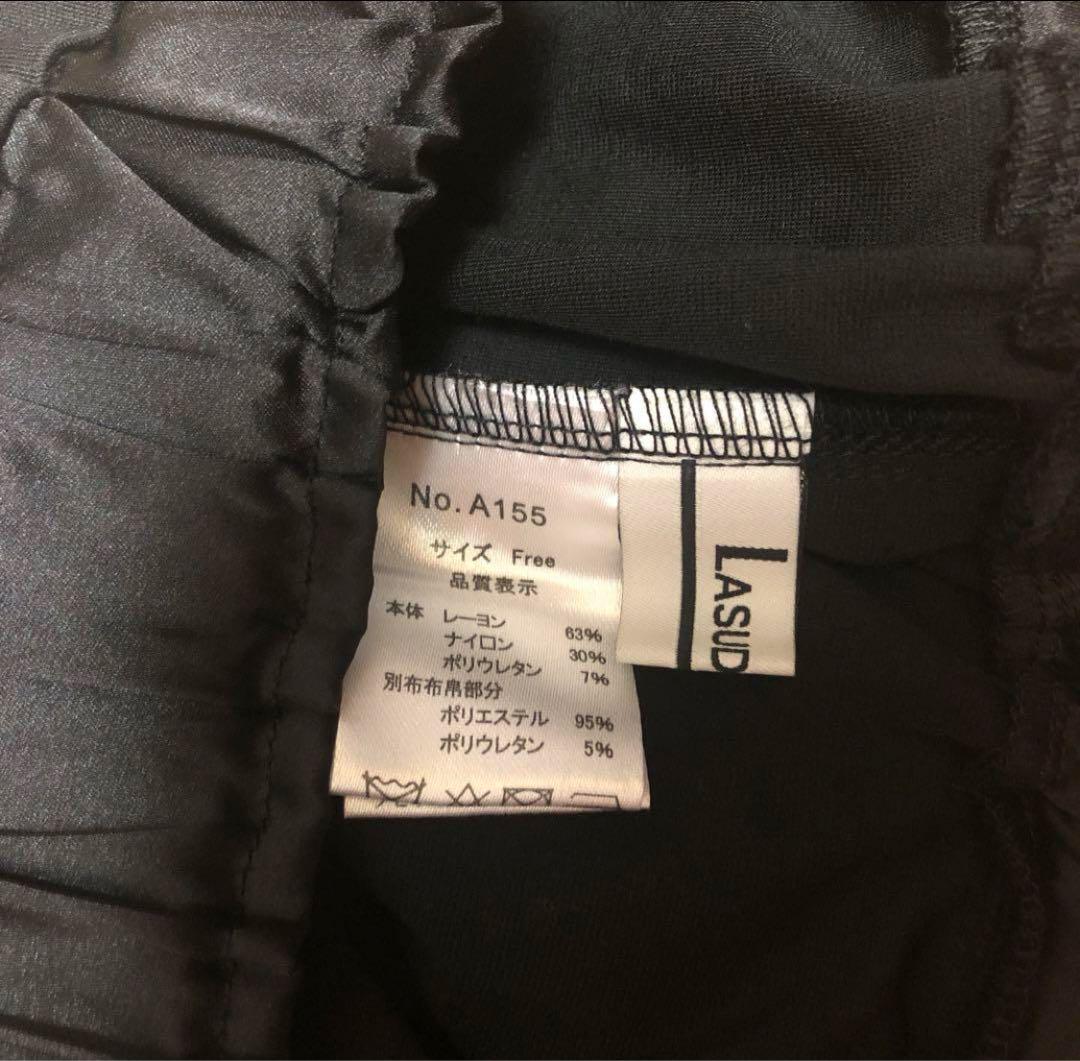 No. A155
サイズ Free
品質表示
本体 レーヨン 63%
ナイロン 30%
ポリウレタン 7%
別布布帛部分
ポリエステル 95%
ポリウレタン 5%
LASUD